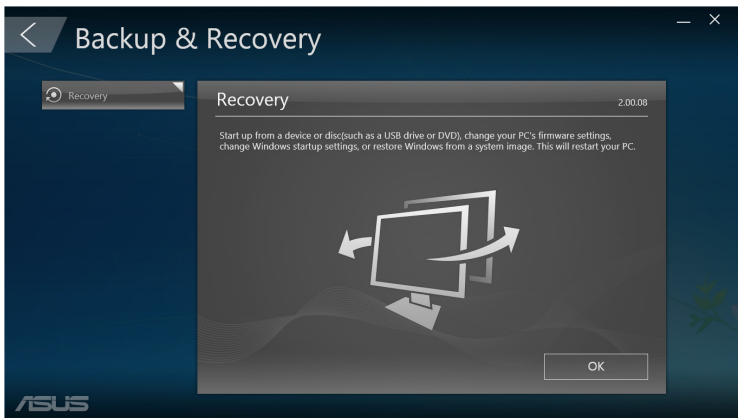 Backup & Recovery
Recovery
Recovery
2.00.08
Start up from a device or disc(such as a USB drive or DVD), change your PC's firmware settings,
change Windows startup settings, or restore Windows from a system image. This will restart your PC.
OK
ASUS